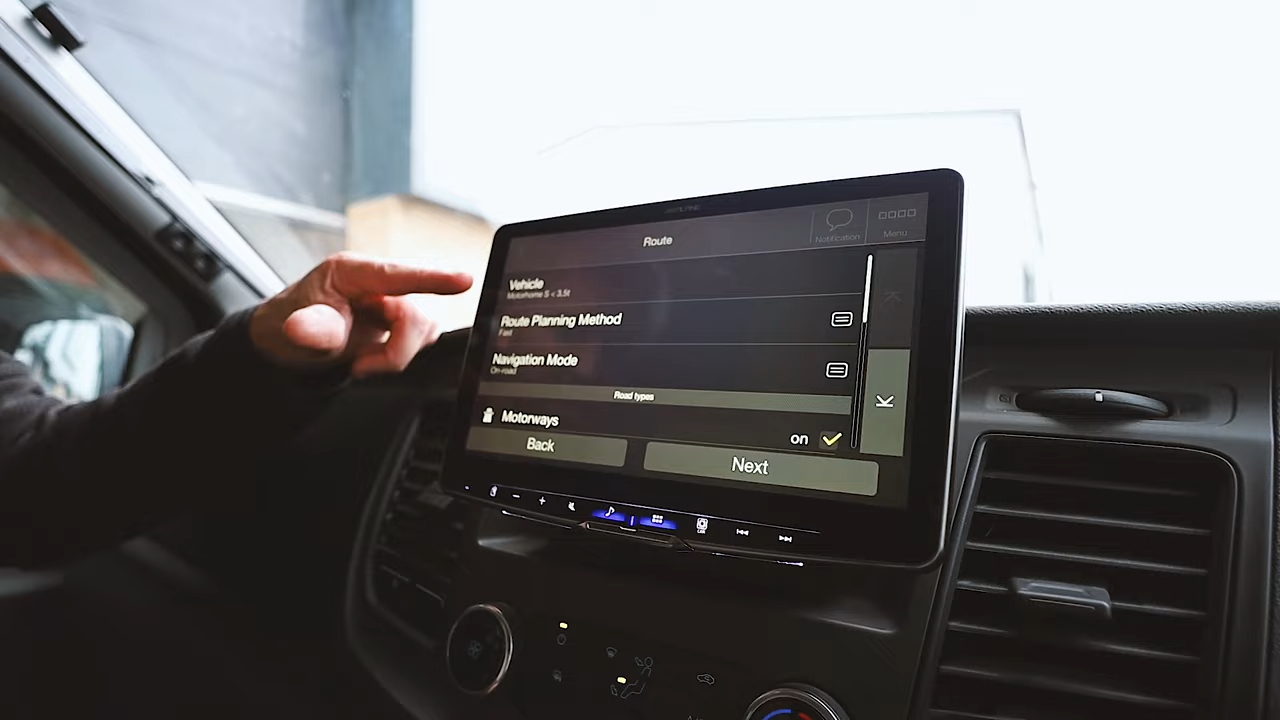 ALPINE
Route
Notification
Menu
Vehicle
Motorhome S < 3.5t
Route Planning Method
Fast
Navigation Mode
On-road
Road types
Motorways
on
Back
Next